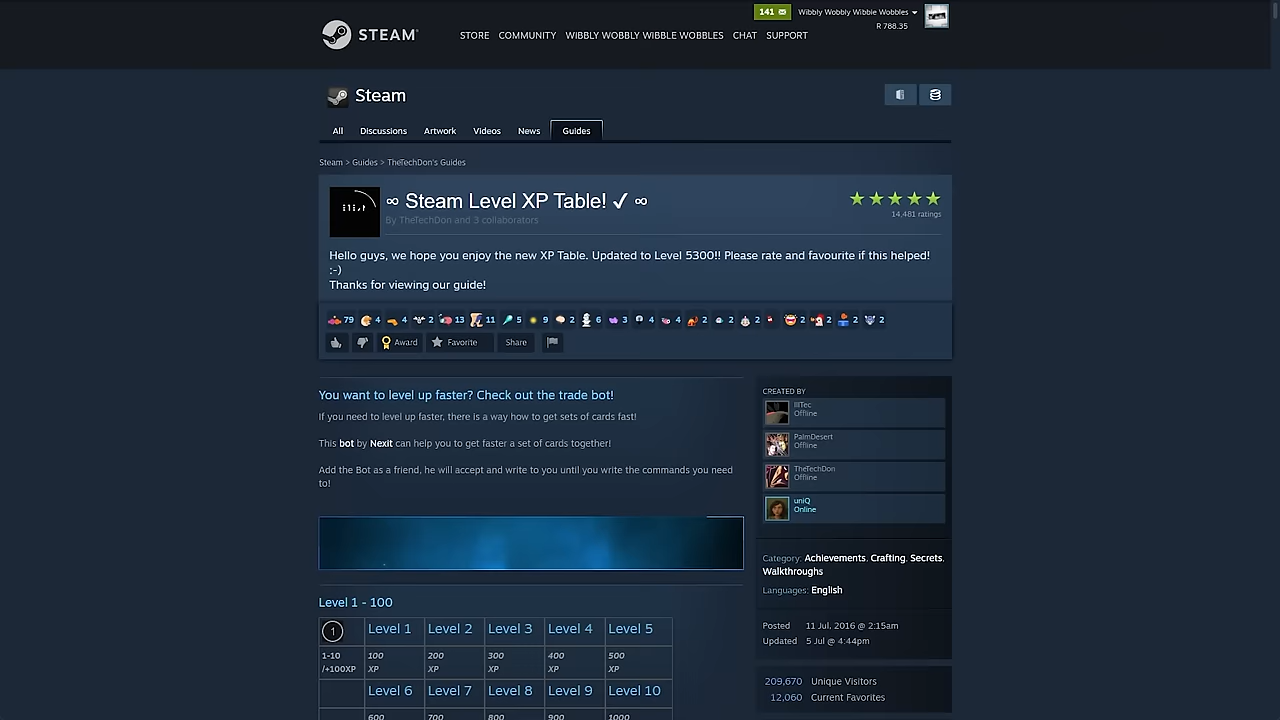 141
Wibbly Wobbly Wibble Wobbles
R 788.35
STEAM
STORE COMMUNITY WIBBLY WOBBLY WIBBLE WOBBLES CHAT SUPPORT
Steam
All Discussions Artwork Videos News Guides
Steam > Guides > TheTechDon's Guides
∞ Steam Level XP Table! ✓ ∞
By TheTechDon and 3 collaborators
14,481 ratings
Hello guys, we hope you enjoy the new XP Table. Updated to Level 5300!! Please rate and favourite if this helped!
:-)
Thanks for viewing our guide!
79 4 4 2 13 11 5 9 2 6 3 4 4 2 2 2 2 2 2 2
Award Favorite Share
You want to level up faster? Check out the trade bot!
If you need to level up faster, there is a way how to get sets of cards fast!
This bot by Nexit can help you to get faster a set of cards together!
Add the Bot as a friend, he will accept and write to you until you write the commands you need
to!
Level 1 - 100
1 Level 1 Level 2 Level 3 Level 4 Level 5
1-10 100 200 300 400 500
/+100XP XP XP XP XP XP
Level 6 Level 7 Level 8 Level 9 Level 10
600 700 800 900 1000
CREATED BY
Offline
PalmDesert
Offline
TheTechDon
Offline
uniQ
Online
Category: Achievements, Crafting, Secrets,
Walkthroughs
Languages: English
Posted 11 Jul, 2016 @ 2:15am
Updated 5 Jul @ 4:44pm
209,670 Unique Visitors
12,060 Current Favorites